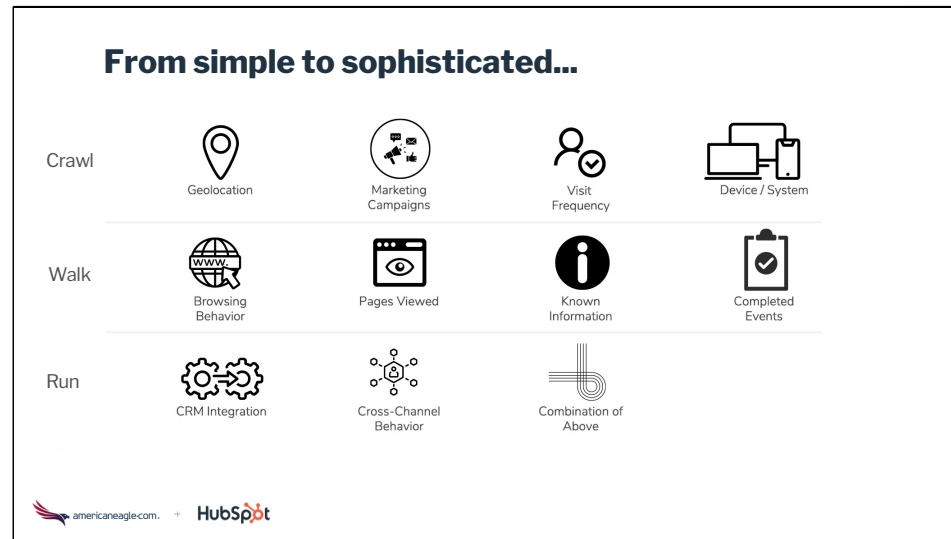 From simple to sophisticated...
Crawl
Geolocation
Marketing
Campaigns
Visit
Frequency
Device / System
Walk
www.
Browsing
Behavior
Pages Viewed
Known
Information
Completed
Events
Run
CRM Integration
Cross-Channel
Behavior
Combination of
Above
americaneagle.com. + HubSpot